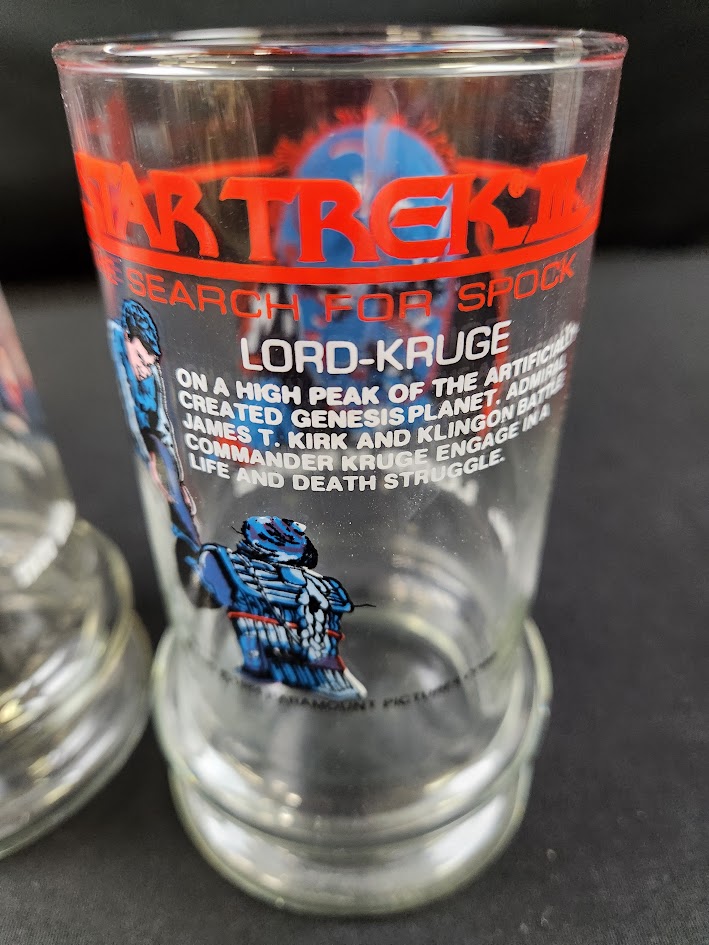 STAR TREK III
THE SEARCH FOR SPOCK
LORD-KRUGE
ON A HIGH PEAK OF THE ARTIFICIALLY
CREATED GENESIS PLANET, ADMIRAL
JAMES T. KIRK AND KLINGON BATTLE
COMMANDER KRUGE ENGAGE IN A
LIFE AND DEATH STRUGGLE.
PARAMOUNT PICTURES